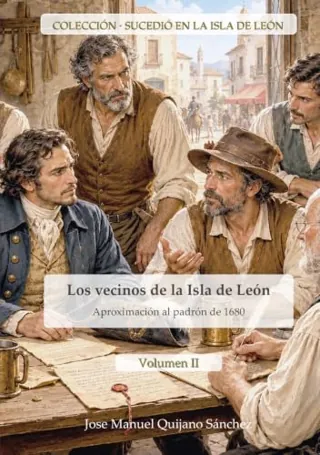 COLECCIÓN - SUCEDIÓ EN LA ISLA DE LEÓN
Los vecinos de la Isla de León
Aproximación al padrón de 1680
Volumen II
Jose Manuel Quijano Sánchez